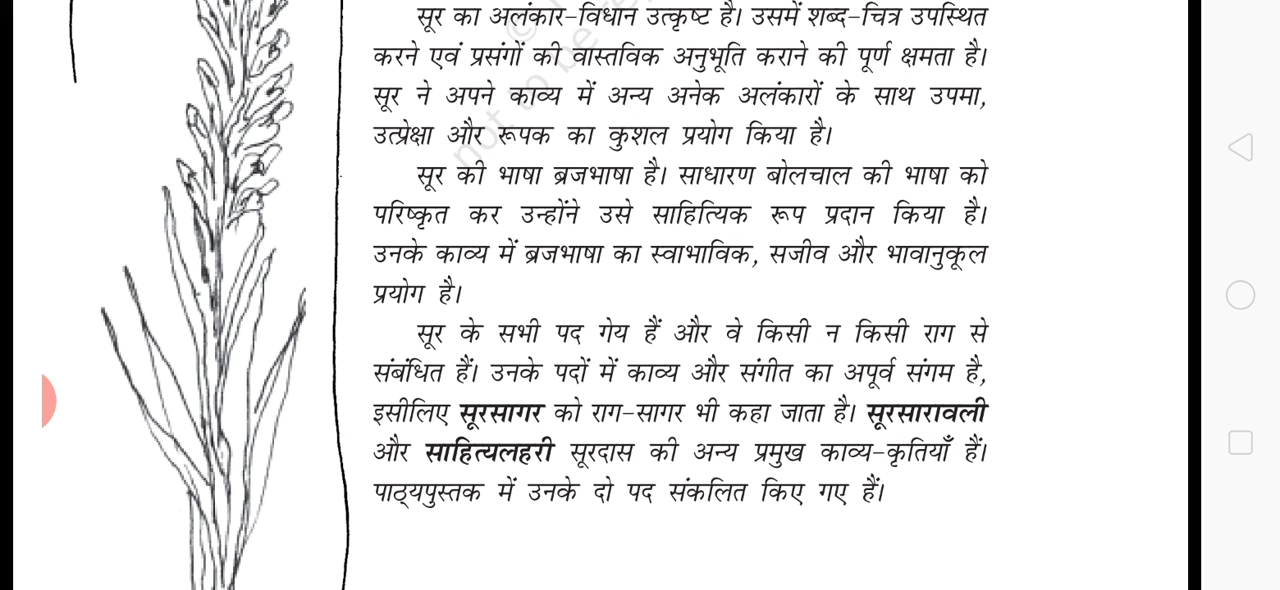 सूर का अलंकार-विधान उत्कृष्ट है। उसमें शब्द-चित्र उपस्थित
करने एवं प्रसंगों की वास्तविक अनुभूति कराने की पूर्ण क्षमता है।
सूर ने अपने काव्य में अन्य अनेक अलंकारों के साथ उपमा,
उत्प्रेक्षा और रूपक का कुशल प्रयोग किया है।
सूर की भाषा ब्रजभाषा है। साधारण बोलचाल की भाषा को
परिष्कृत कर उन्होंने उसे साहित्यिक रूप प्रदान किया है।
उनके काव्य में ब्रजभाषा का स्वाभाविक, सजीव और भावानुकूल
प्रयोग है।
सूर के सभी पद गेय हैं और वे किसी न किसी राग से
संबंधित हैं। उनके पदों में काव्य और संगीत का अपूर्व संगम है,
इसीलिए सूरसागर को राग-सागर भी कहा जाता है। सूरसारावली
और साहित्यलहरी सूरदास की अन्य प्रमुख काव्य-कृतियाँ हैं।
पाठ्यपुस्तक में उनके दो पद संकलित किए गए हैं।
not to be